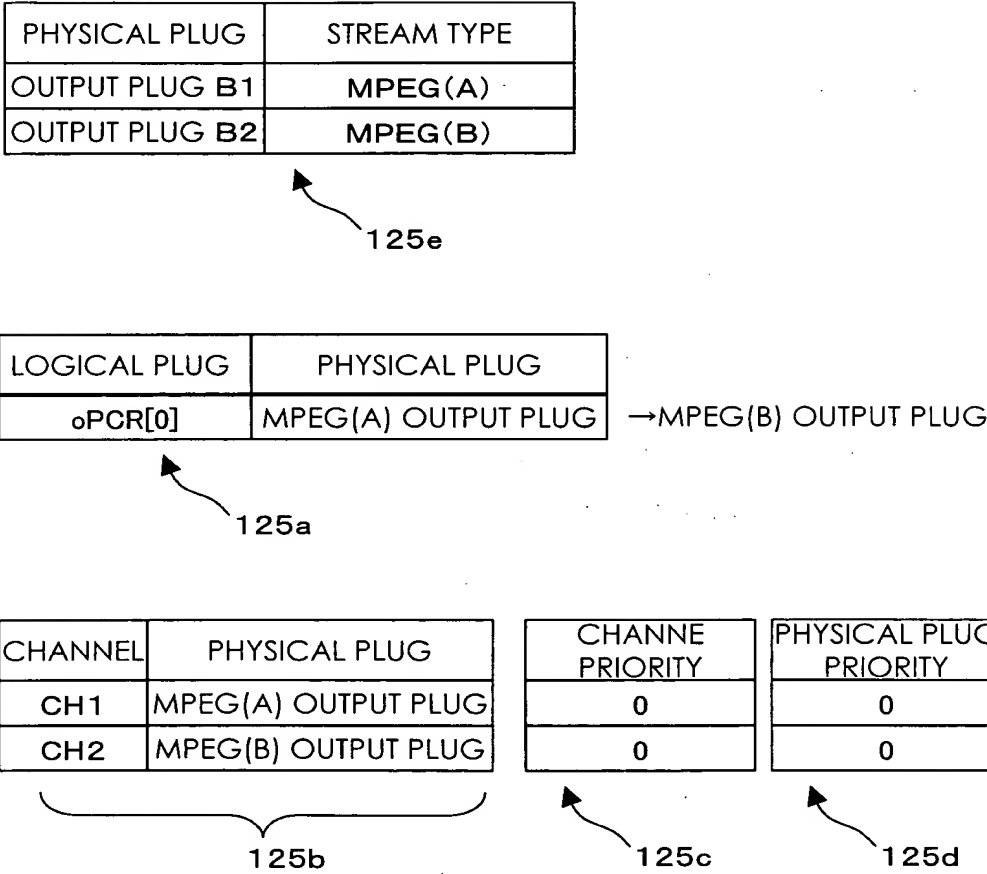 PHYSICAL PLUG STREAM TYPE
OUTPUT PLUG B1 MPEG(A)
OUTPUT PLUG B2 MPEG(B)
125e
LOGICAL PLUG PHYSICAL PLUG
oPCR[0] MPEG(A) OUTPUT PLUG →MPEG(B) OUTPUT PLUG
125a
CHANNEL PHYSICAL PLUG CHANNE PRIORITY PHYSICAL PLUG PRIORITY
CH1 MPEG(A) OUTPUT PLUG 0 0
CH2 MPEG(B) OUTPUT PLUG 0 0
125b 125c 125d